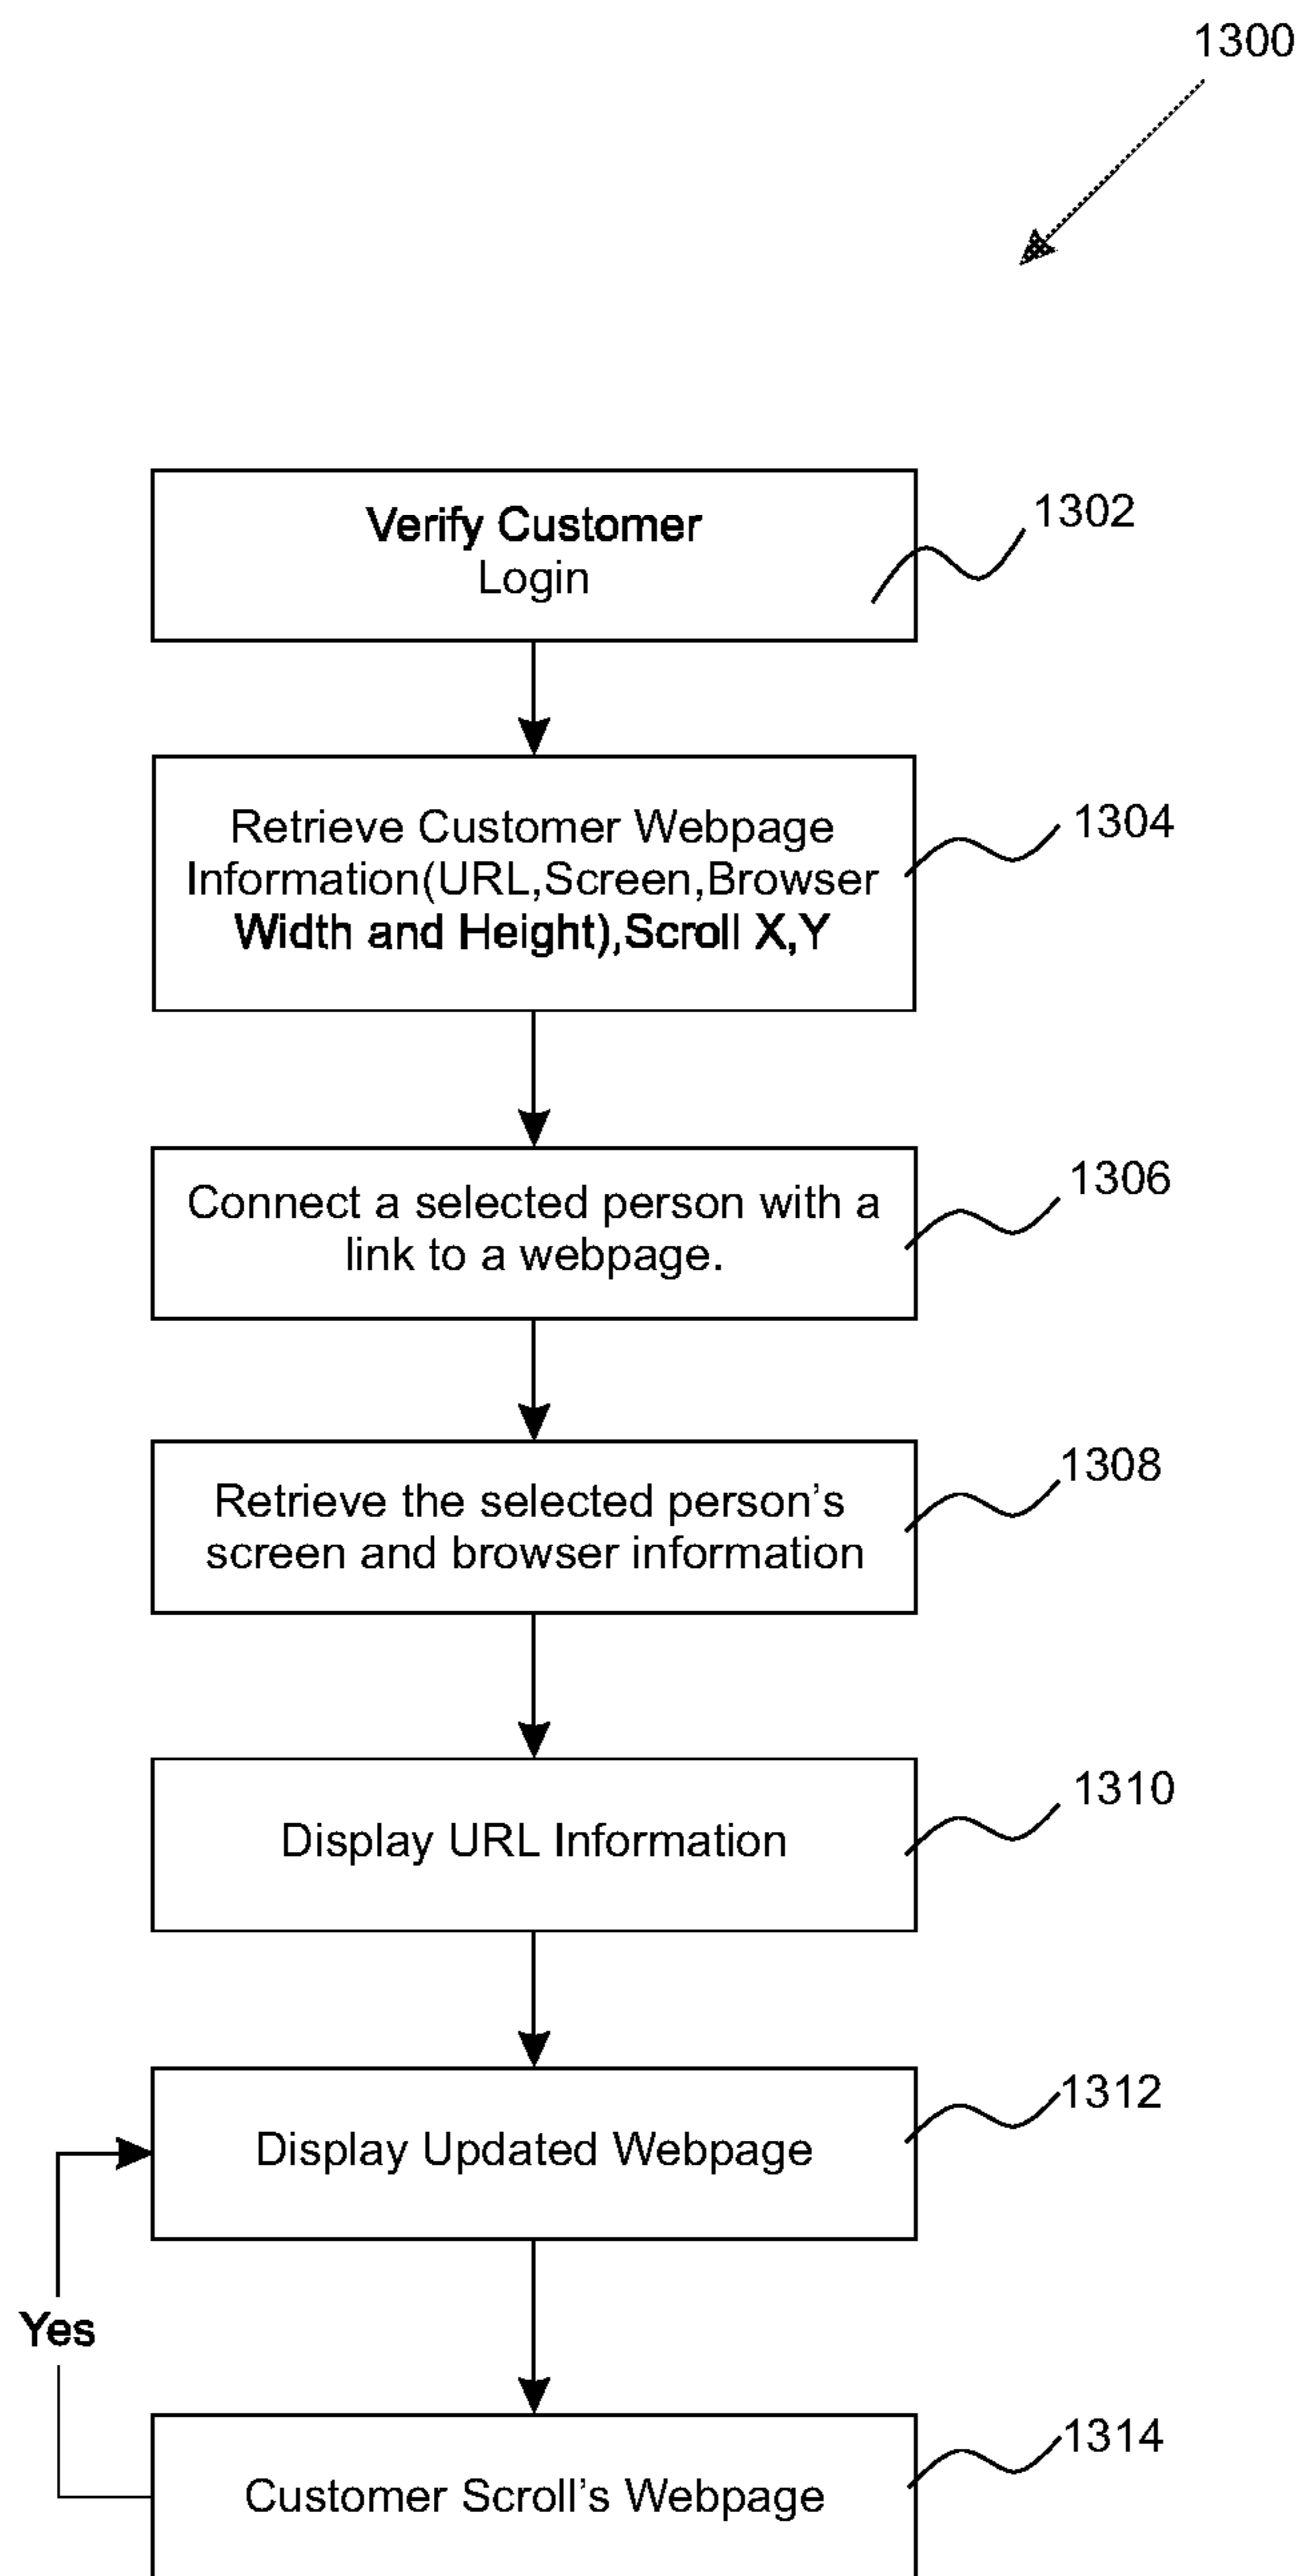 1300
Verify Customer
Login
1302
Retrieve Customer Webpage
Information(URL,Screen,Browser
Width and Height),Scroll X,Y
1304
Connect a selected person with a
link to a webpage.
1306
Retrieve the selected person’s
screen and browser information
1308
Display URL Information
1310
Display Updated Webpage
1312
Yes
Customer Scroll’s Webpage
1314